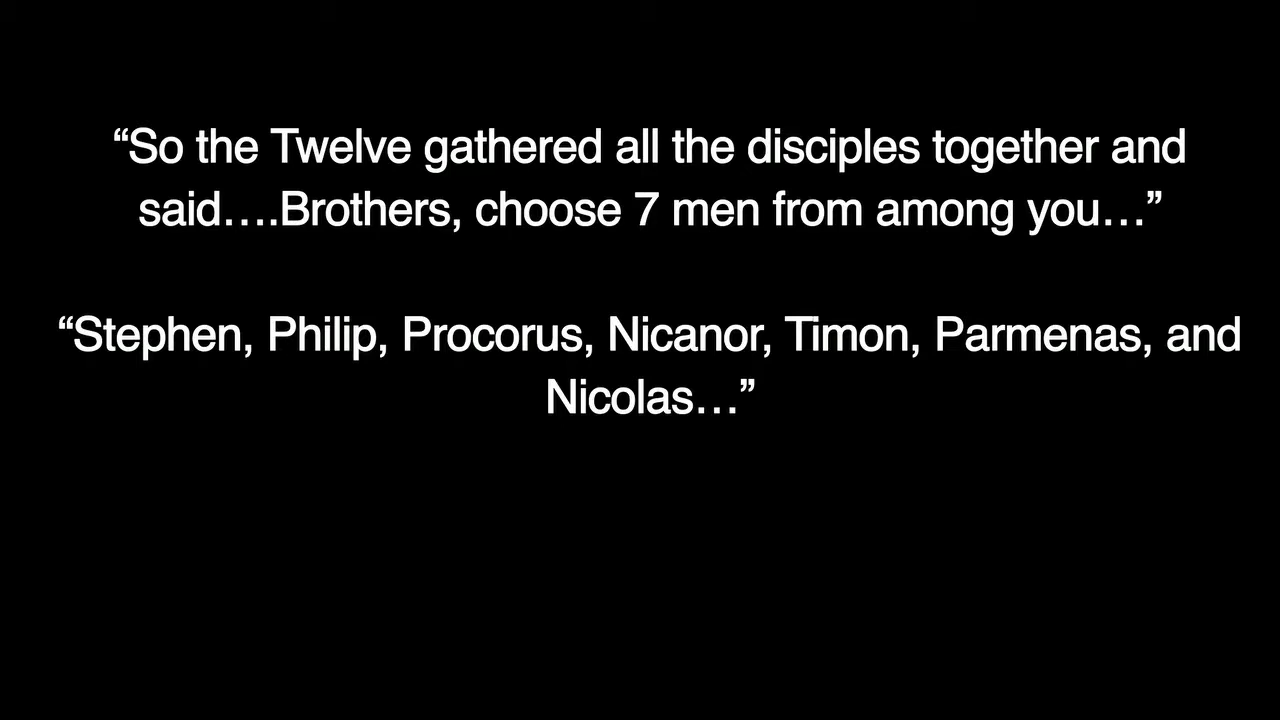 “So the Twelve gathered all the disciples together and
said….Brothers, choose 7 men from among you…”
“Stephen, Philip, Procorus, Nicanor, Timon, Parmenas, and
Nicolas…”